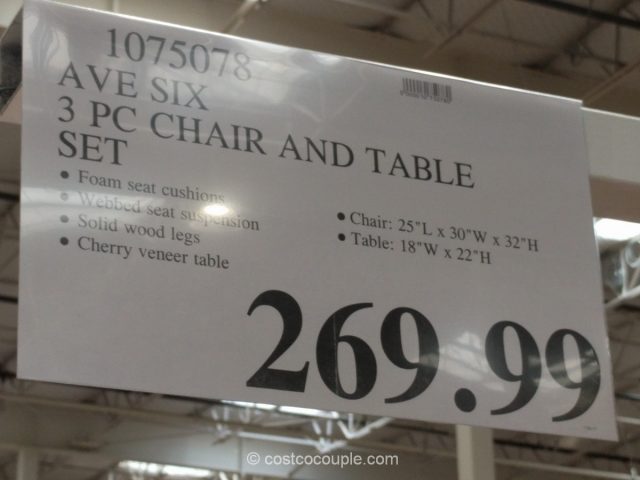 1075078
AVE SIX
3 PC CHAIR AND TABLE
SET
• Foam seat cushions
• Webbed seat suspension
• Solid wood legs
• Cherry veneer table
• Chair: 25"L x 30"W x 32"H
• Table: 18"W x 22"H
269.99
© costcocouple.com